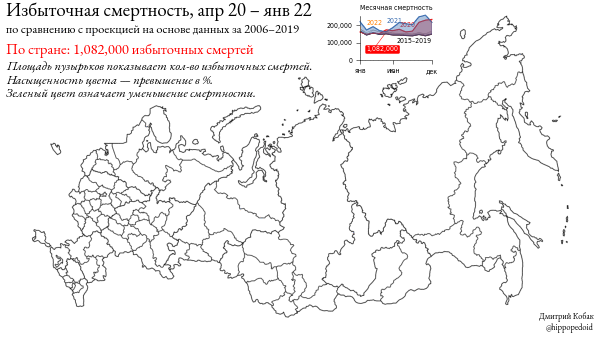 Избыточная смертность, апр 20 – янв 22
по сравнению с проекцией на основе данных за 2006–2019
По стране: 1,082,000 избыточных смертей
Площадь пузырьков показывает кол-во избыточных смертей.
Насыщенность цвета — превышение в %.
Зеленый цвет означает уменьшение смертности.
Месячная смертность
200,000
100,000
0
2022
2021
2020
2015–2019
1,082,000
янв
июн
дек
Дмитрий Кобак
@hippopedoid